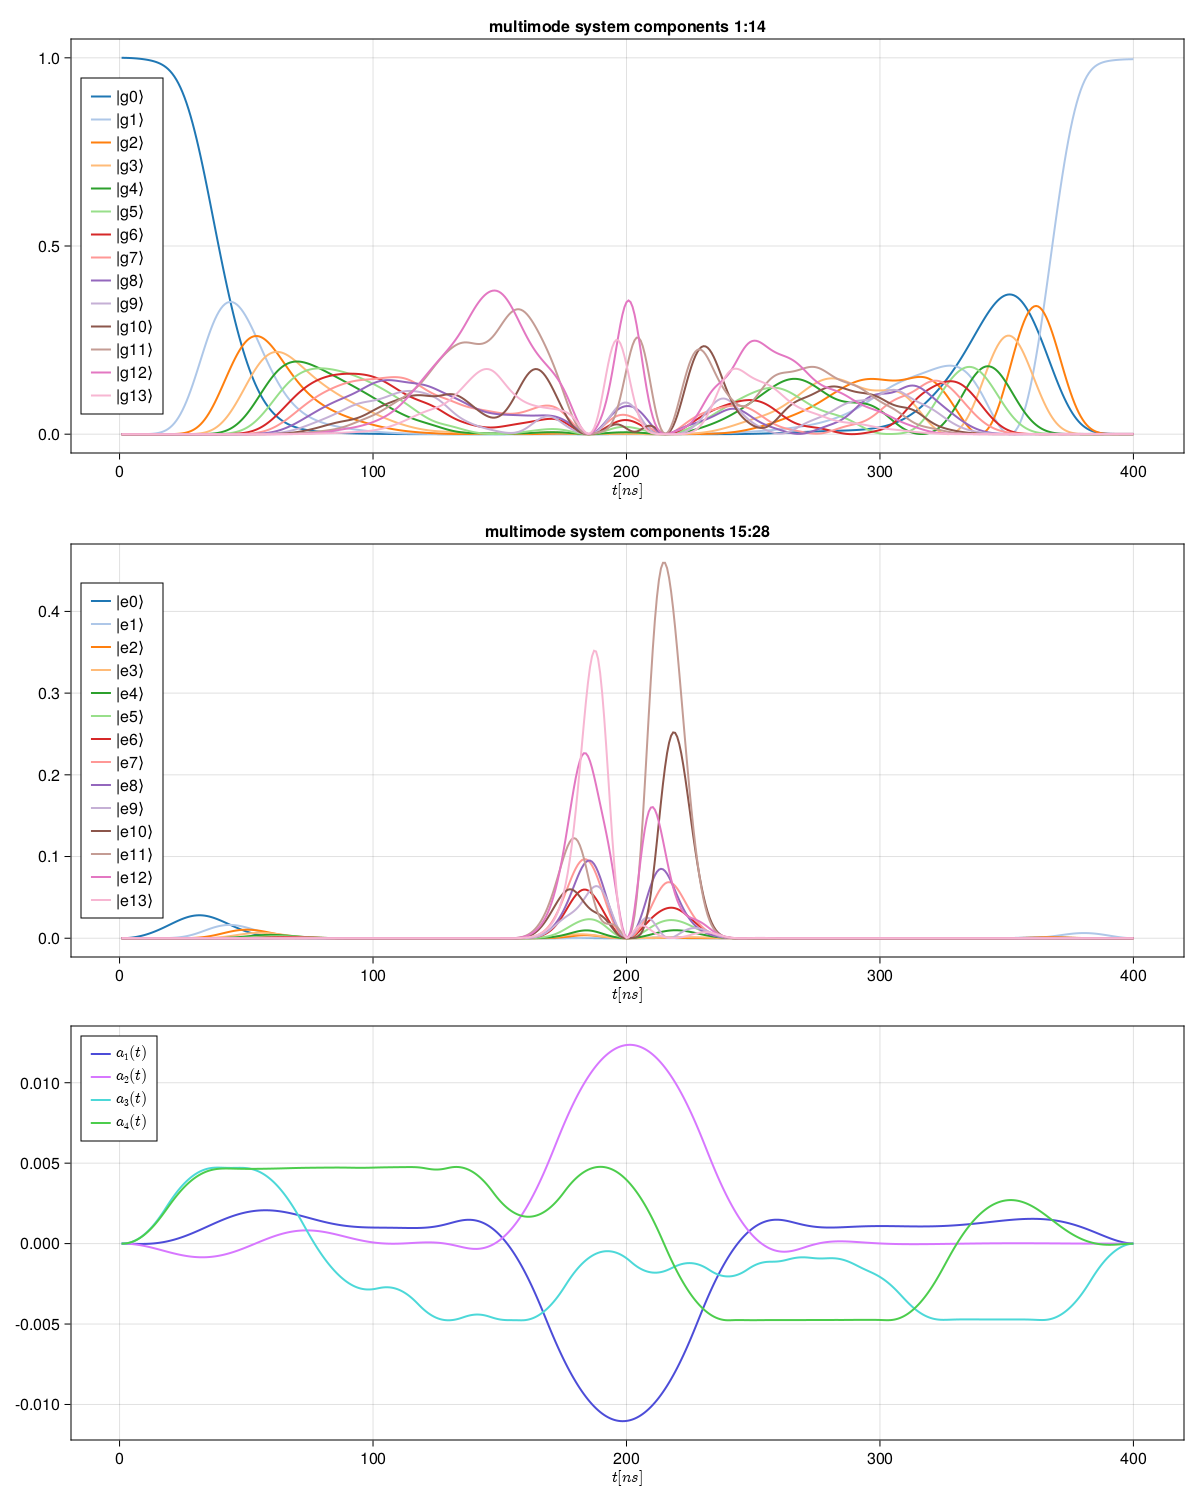 multimode system components 1:14
1.0
0.5
0.0
|g0⟩
|g1⟩
|g2⟩
|g3⟩
|g4⟩
|g5⟩
|g6⟩
|g7⟩
|g8⟩
|g9⟩
|g10⟩
|g11⟩
|g12⟩
|g13⟩
0 100 200 300 400
t[ns]
multimode system components 15:28
0.4
0.3
0.2
0.1
0.0
|e0⟩
|e1⟩
|e2⟩
|e3⟩
|e4⟩
|e5⟩
|e6⟩
|e7⟩
|e8⟩
|e9⟩
|e10⟩
|e11⟩
|e12⟩
|e13⟩
0 100 200 300 400
t[ns]
a₁(t)
a₂(t)
a₃(t)
a₄(t)
0.010
0.005
0.000
-0.005
-0.010
0 100 200 300 400
t[ns]